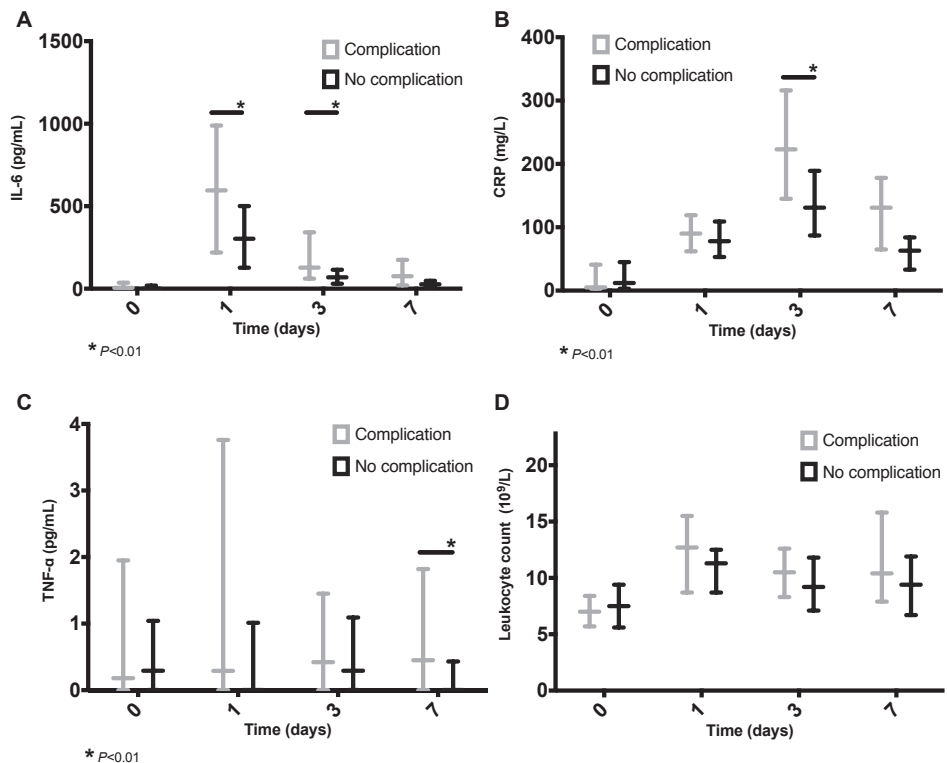 A
1500
1000
500
0
IL-6 (pg/mL)
Complication
No complication
*
*
0
1
3
7
Time (days)
* P<0.01
B
400
300
200
100
0
CRP (mg/L)
Complication
No complication
*
0
1
3
7
Time (days)
* P<0.01
C
4
3
2
1
0
TNF-α (pg/mL)
Complication
No complication
*
0
1
3
7
Time (days)
* P<0.01
D
20
15
10
5
0
Leukocyte count (10⁹/L)
Complication
No complication
0
1
3
7
Time (days)